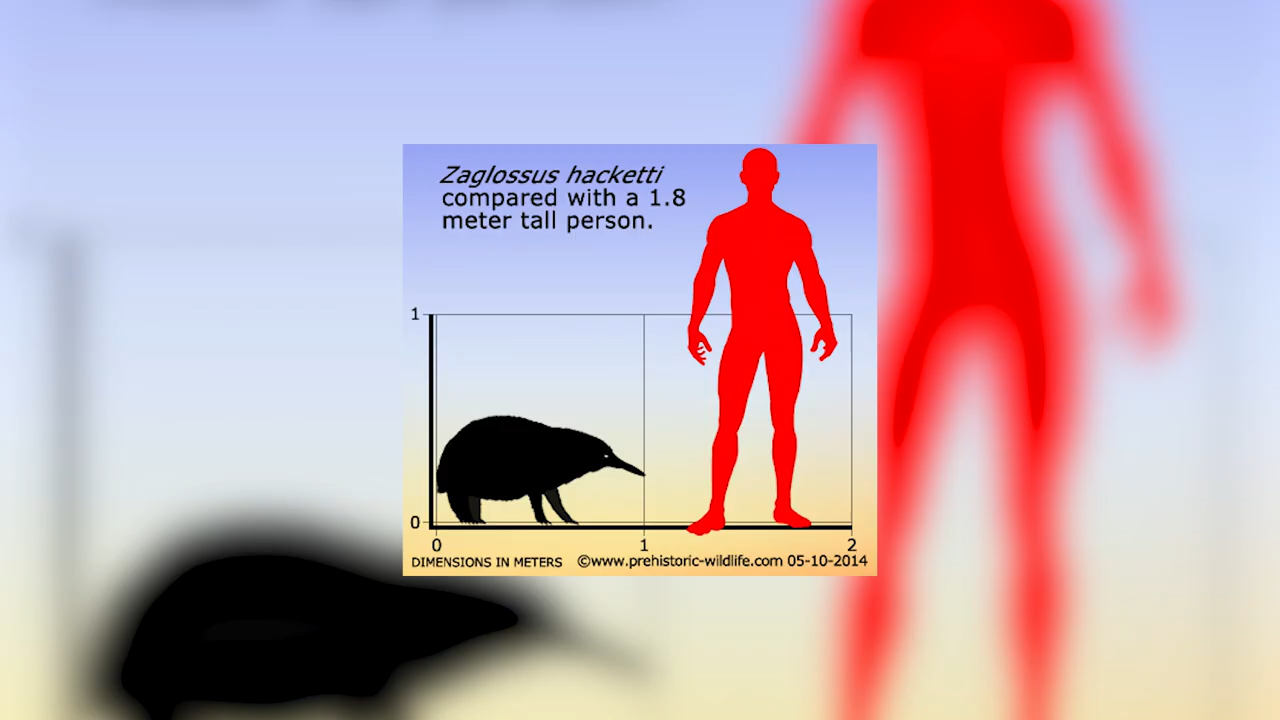 Zaglossus hacketti
compared with a 1.8
meter tall person.
1
0
0 1 2
DIMENSIONS IN METERS ©www.prehistoric-wildlife.com 05-10-2014